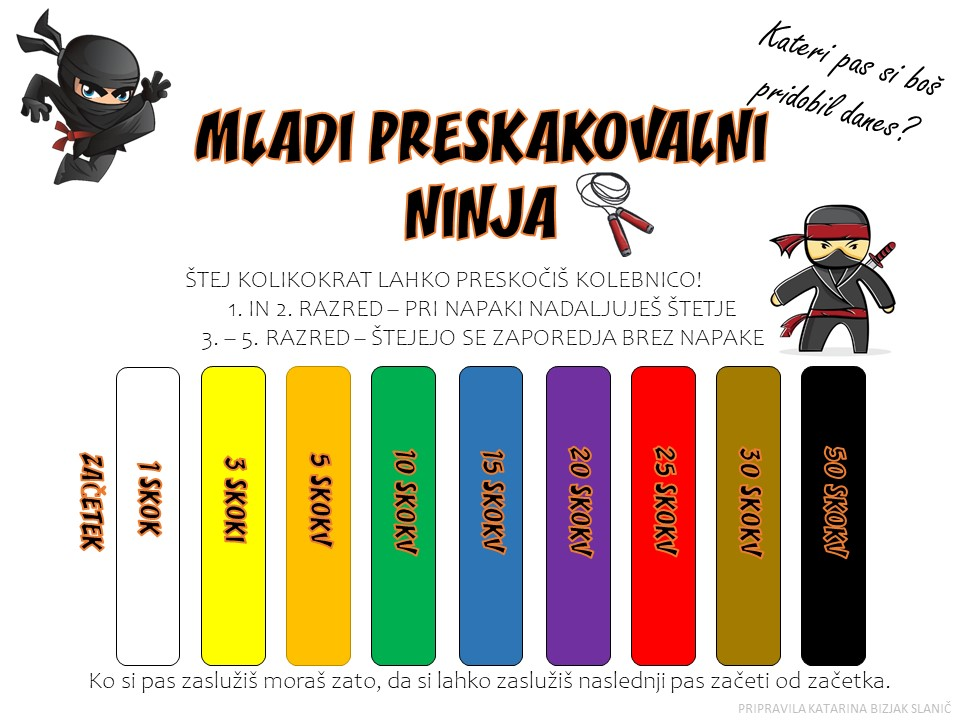 Kateri pas si boš
pridobil danes?
MLADI PRESKAKOVALNI
NINJA
ŠTEJ KOLIKOKRAT LAHKO PRESKOČIŠ KOLEBNICO!
1. IN 2. RAZRED – PRI NAPAKI NADALJUJEŠ ŠTETJE
3. – 5. RAZRED – ŠTEJEJO SE ZAPOREDJA BREZ NAPAKE
ZAČETEK
1 SKOK
3 SKOKI
5 SKOKV
10 SKOKV
15 SKOKV
20 SKOKV
25 SKOKV
30 SKOKV
50 SKOKV
Ko si pas zaslužiš moraš zato, da si lahko zaslužiš naslednji pas začeti od začetka.
PRIPRAVILA KATARINA BIZJAK SLANIČ